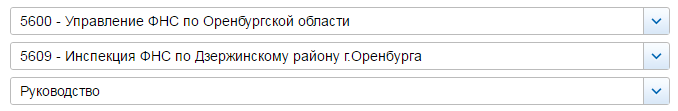 5600 - Управление ФНС по Оренбургской области
5609 - Инспекция ФНС по Дзержинскому району г.Оренбурга
Руководство